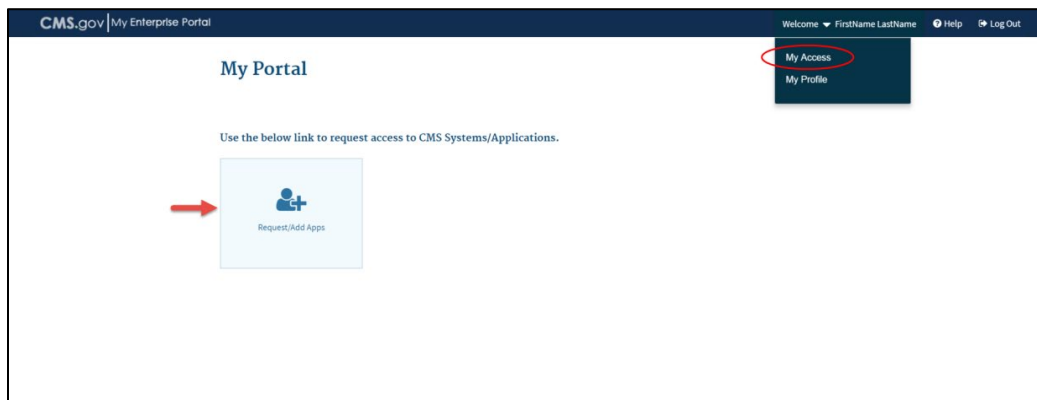 CMS.gov My Enterprise Portal Welcome FirstName LastName Help Log Out
My Access
My Profile
My Portal
Use the below link to request access to CMS Systems/Applications.
Request/Add Apps